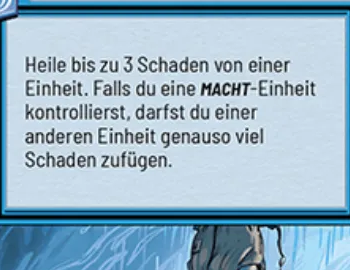 Heile bis zu 3 Schaden von einer
Einheit. Falls du eine MACHT-Einheit
kontrollierst, darfst du einer
anderen Einheit genauso viel
Schaden zufügen.